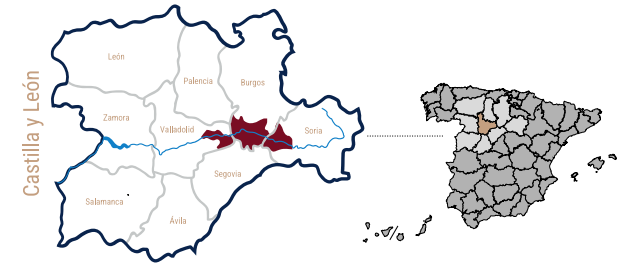 Castilla y León
León
Palencia
Burgos
Zamora
Valladolid
Soria
Segovia
Salamanca
Ávila